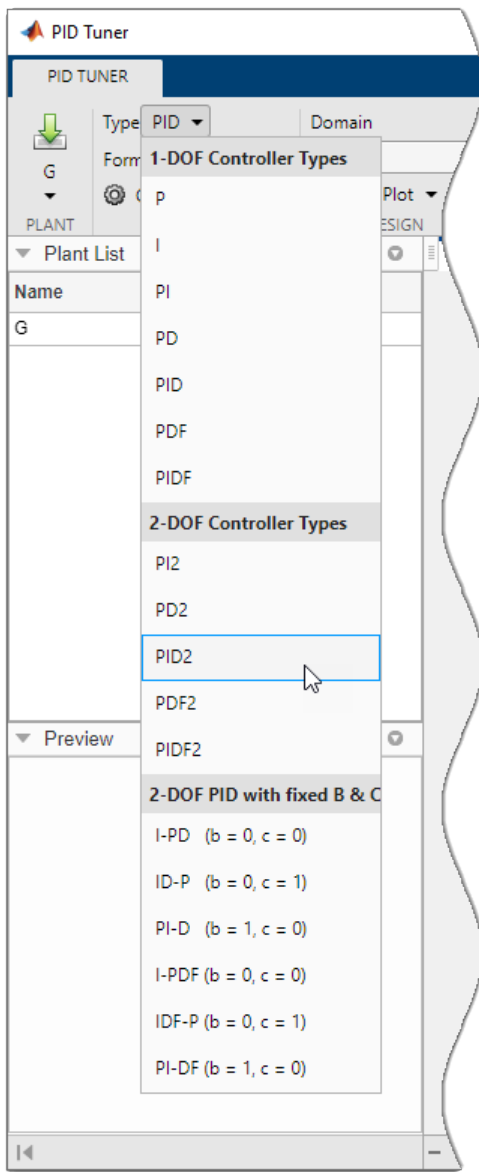 PID Tuner
PID TUNER
Type PID
Domain
G
Form
Plot
PLANT
ESIGN
1-DOF Controller Types
P
I
PI
PD
PID
PDF
PIDF
2-DOF Controller Types
PI2
PD2
PID2
PDF2
PIDF2
2-DOF PID with fixed B & C
I-PD (b = 0, c = 0)
ID-P (b = 0, c = 1)
PI-D (b = 1, c = 0)
I-PDF (b = 0, c = 0)
IDF-P (b = 0, c = 1)
PI-DF (b = 1, c = 0)
Plant List
Name
G
Preview